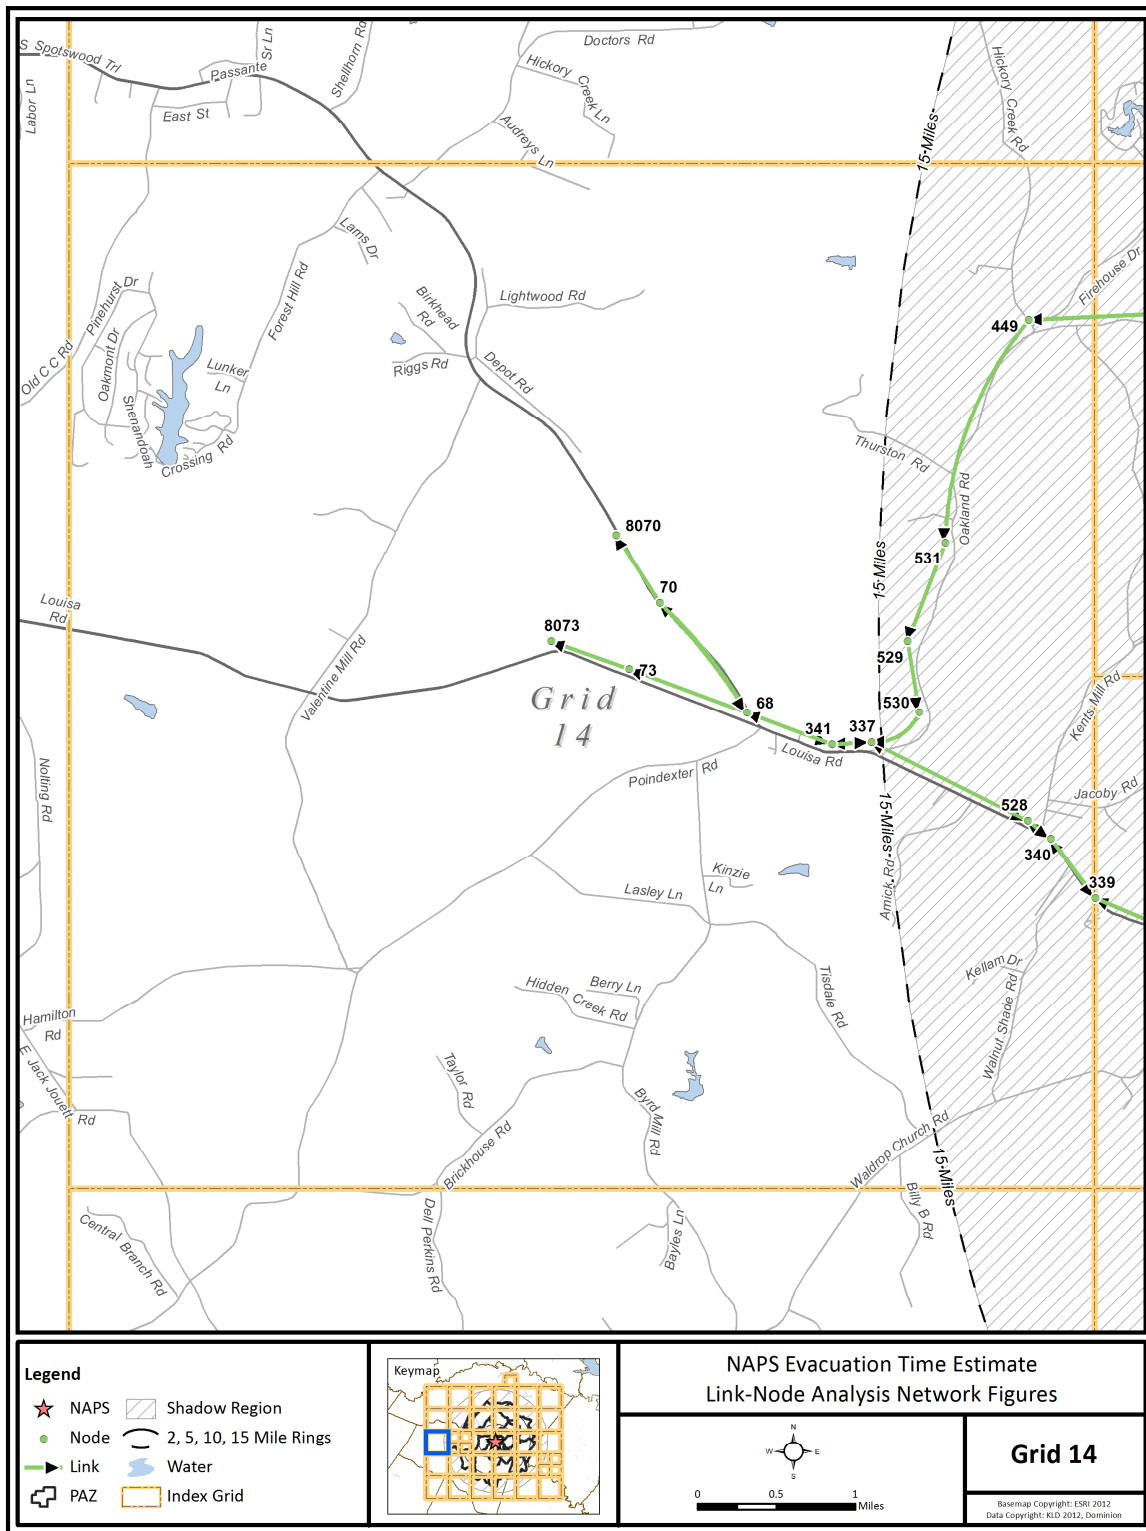 S Spotswood Trl
Labor Ln
Passante
Sr Ln
Shellhorn Rd
East St
Doctors Rd
Hickory
Creek Ln
Audreys Ln
15-Miles
Hickory Creek Rd
Firehouse Dr
449
Lams Dr
Pinehurst Dr
Forest Hill Rd
Birkhead
Rd
Lightwood Rd
Old C C Rd
Oakmont Dr
Lunker
Ln
Riggs Rd
Depot Rd
Shenandoah
Crossing Rd
Thurston Rd
Oakland Rd
8070
531
15-Miles
70
Louisa
Rd
8073
73
529
Valentine Mill Rd
Grid
14
68
530
Kents Mill Rd
341
337
Louisa Rd
Poindexter Rd
Nolting Rd
15-Miles
Jacoby Rd
528
340
339
Amick Rd
Kinzie
Ln
Lasley Ln
Kellam Dr
Walnut Shade Rd
Tisdale Rd
Hidden
Creek Rd
Berry Ln
Hamilton
Rd
E Jack Jouett Rd
Taylor Rd
Byrd Mill Rd
Brickhouse Rd
Waldrop Church Rd
15-Miles
Billy B Rd
Dell Perkins Rd
Bayles Ln
Central Branch Rd
Legend
NAPS
Shadow Region
Node
2, 5, 10, 15 Mile Rings
Link
Water
PAZ
Index Grid
Keymap
NAPS Evacuation Time Estimate
Link-Node Analysis Network Figures
N
W
E
S
0
0.5
1
Miles
Grid 14
Basemap Copyright: ESRI 2012
Data Copyright: KLD 2012, Dominion